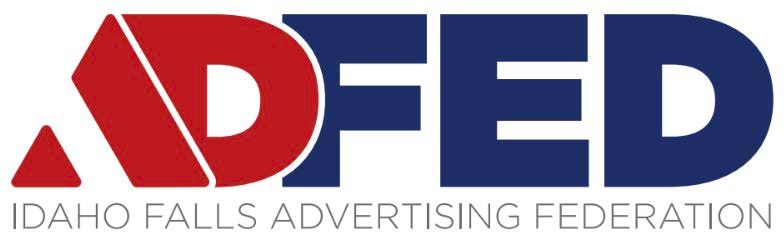 ADFED
IDAHO FALLS ADVERTISING FEDERATION